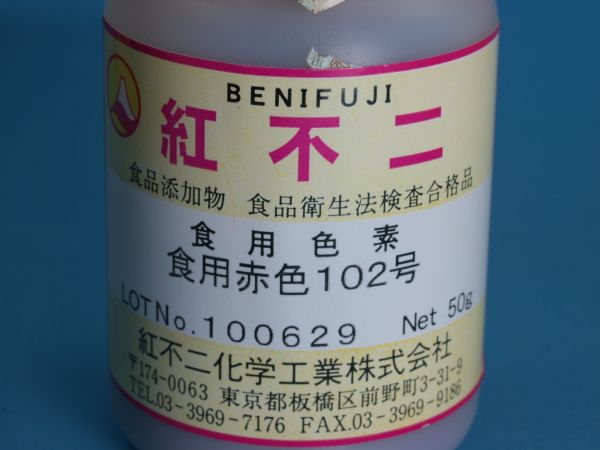 BENIFUJI
紅不二
食品添加物 食品衛生法検査合格品
食用色素
食用赤色102号
LOTNo.100629 Net 50g
紅不二化学工業株式会社
〒174-0063 東京都板橋区前野町3-31-9
TEL.03-3969-7176 FAX.03-3969-9186